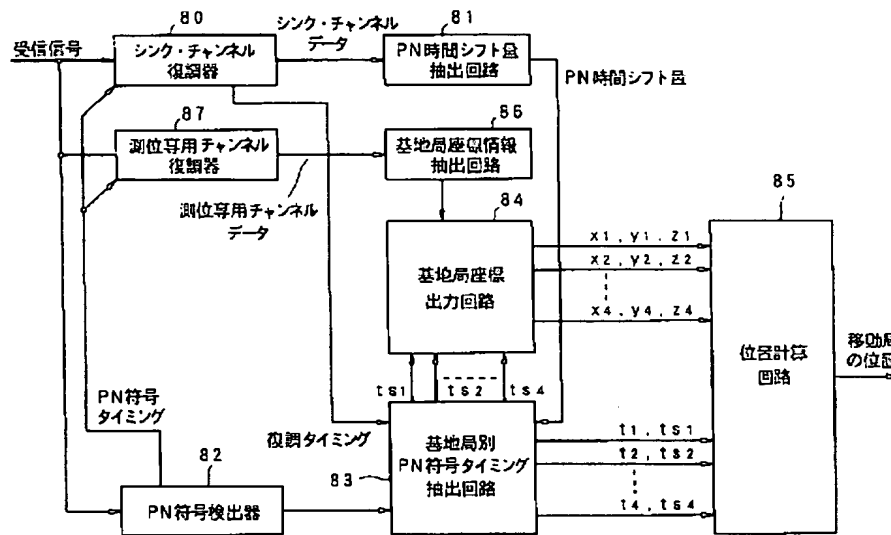 80
シンク・チャンネル
データ
81
受信信号
シンク・チャンネル
復調器
PN時間シフト量
抽出回路
PN時間シフト量
87
86
測位専用チャンネル
復調器
基地局座標情報
抽出回路
測位専用チャンネル
データ
84
85
基地局座標
出力回路
x1, y1, z1
x2, y2, z2
x4, y4, z4
位置計算
回路
移動局
の位置
ts1
ts2
ts4
PN符号
タイミング
復調タイミング
82
83
基地局別
PN符号タイミング
抽出回路
t1, ts1
t2, ts2
t4, ts4
PN符号検出器